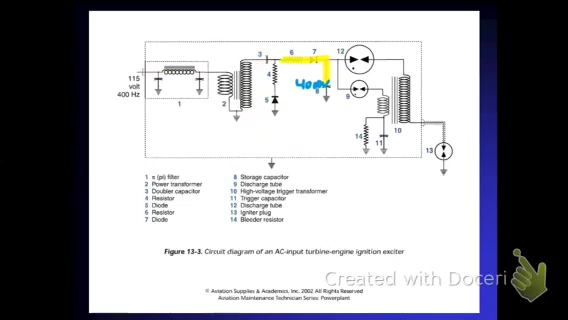 3
6
7
12
115
volt
400 Hz
4
400x
8
5
9
1
2
10
14
11
13
1 π (pi) filter
2 Power transformer
3 Doubler capacitor
4 Resistor
5 Diode
6 Resistor
7 Diode
8 Storage capacitor
9 Discharge tube
10 High-voltage trigger transformer
11 Trigger capacitor
12 Discharge tube
13 Igniter plug
14 Bleeder resistor
Figure 13-3. Circuit diagram of an AC-input turbine-engine ignition exciter
Created with Doceri
© Aviation Supplies & Academics, Inc. 2002 All Rights Reserved
Aviation Maintenance Technician Series: Powerplant